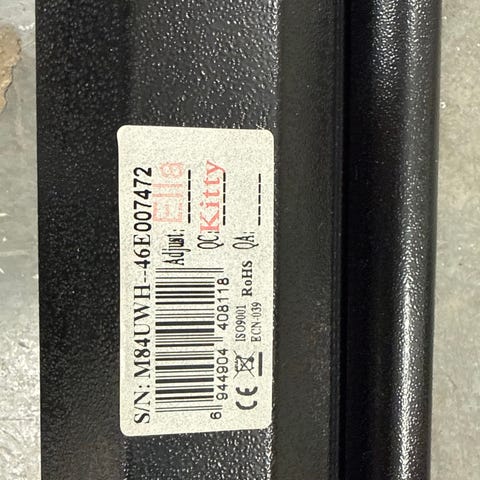 S/N: M84UWH--46E007472
Adjust: Ella
QC: Kitty
QA:
6 944904 408118
CE
ISO9001 RoHS
ECN-039